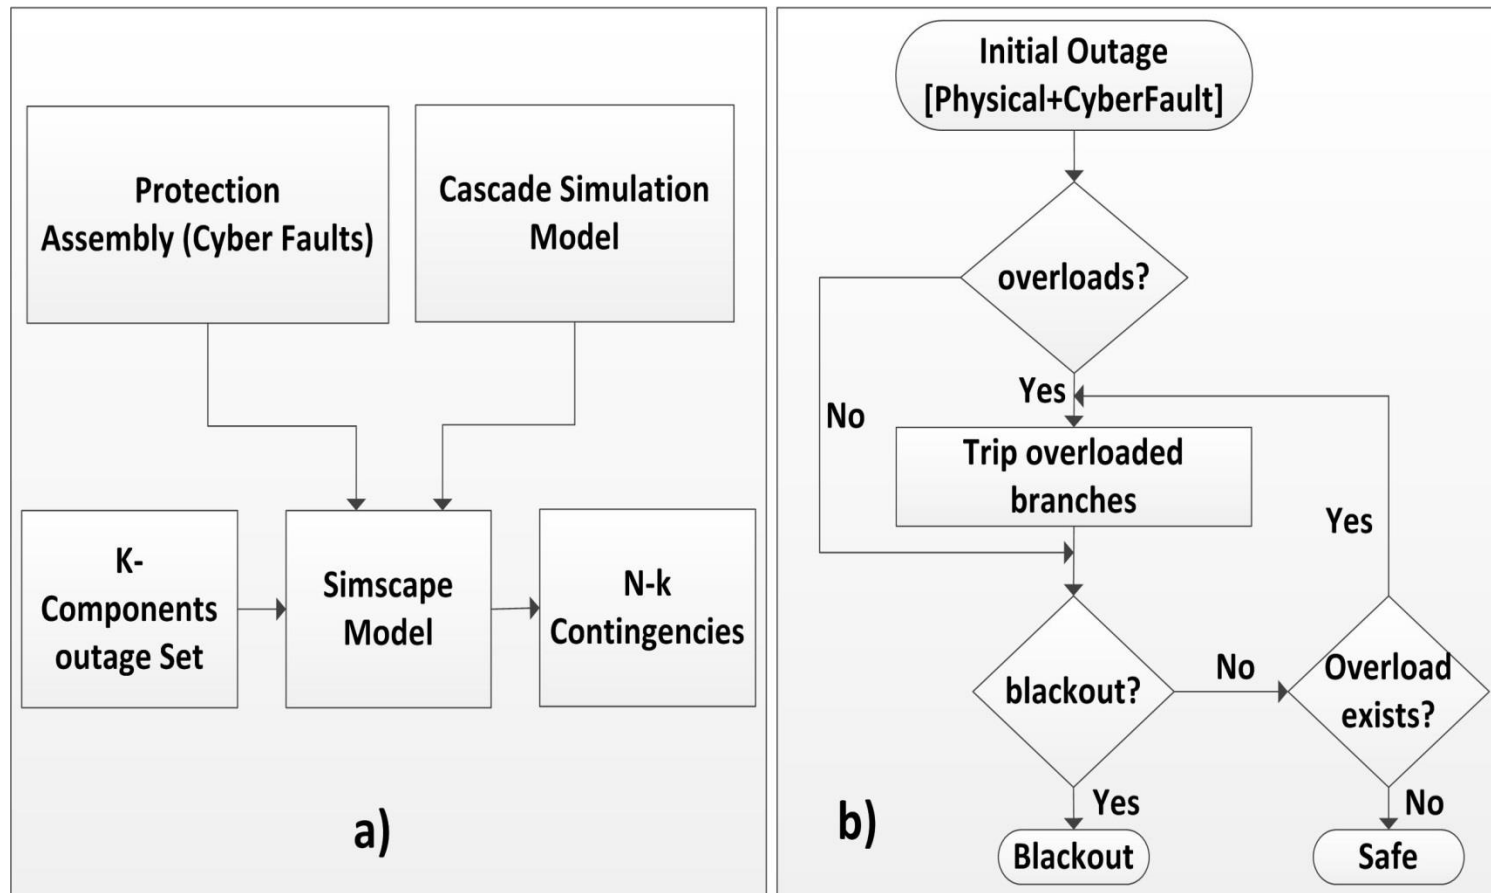 Protection
Assembly (Cyber Faults)
Cascade Simulation
Model
K-
Components
outage Set
Simscape
Model
N-k
Contingencies
a)
Initial Outage
[Physical+CyberFault]
overloads?
Yes
No
Trip overloaded
branches
Yes
blackout?
No
Overload
exists?
Yes
No
b)
Blackout
Safe